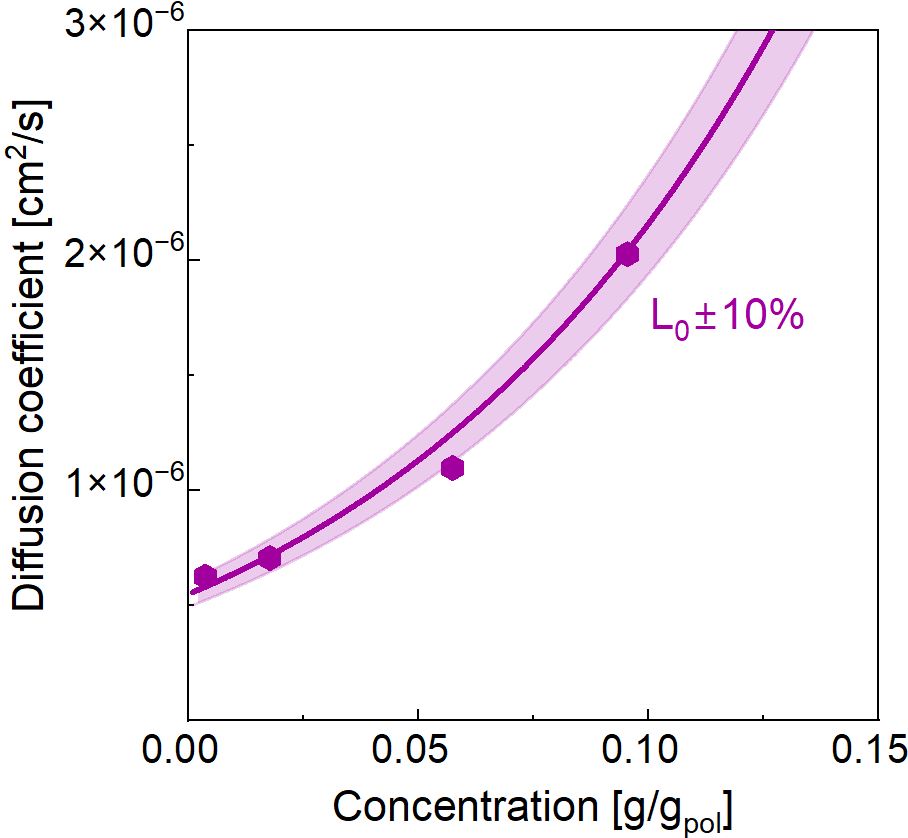 3×10⁻⁶
2×10⁻⁶
1×10⁻⁶
Diffusion coefficient [cm²/s]
L₀±10%
0.00 0.05 0.10 0.15
Concentration [g/gₚₒₗ]